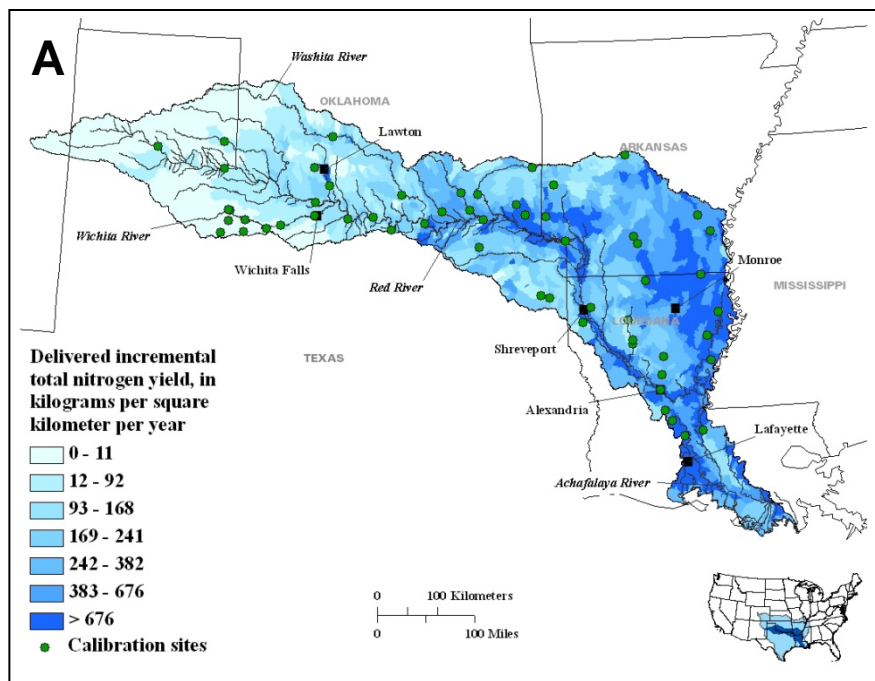 A
Washita River
OKLAHOMA
Lawton
ARKANSAS
Wichita River
Wichita Falls
Red River
Monroe
MISSISSIPPI
Shreveport
LOUISIANA
TEXAS
Delivered incremental
total nitrogen yield, in
kilograms per square
kilometer per year
0 - 11
12 - 92
93 - 168
169 - 241
242 - 382
383 - 676
> 676
Calibration sites
Alexandria
Lafayette
Achafalaya River
0 100 Kilometers
0 100 Miles